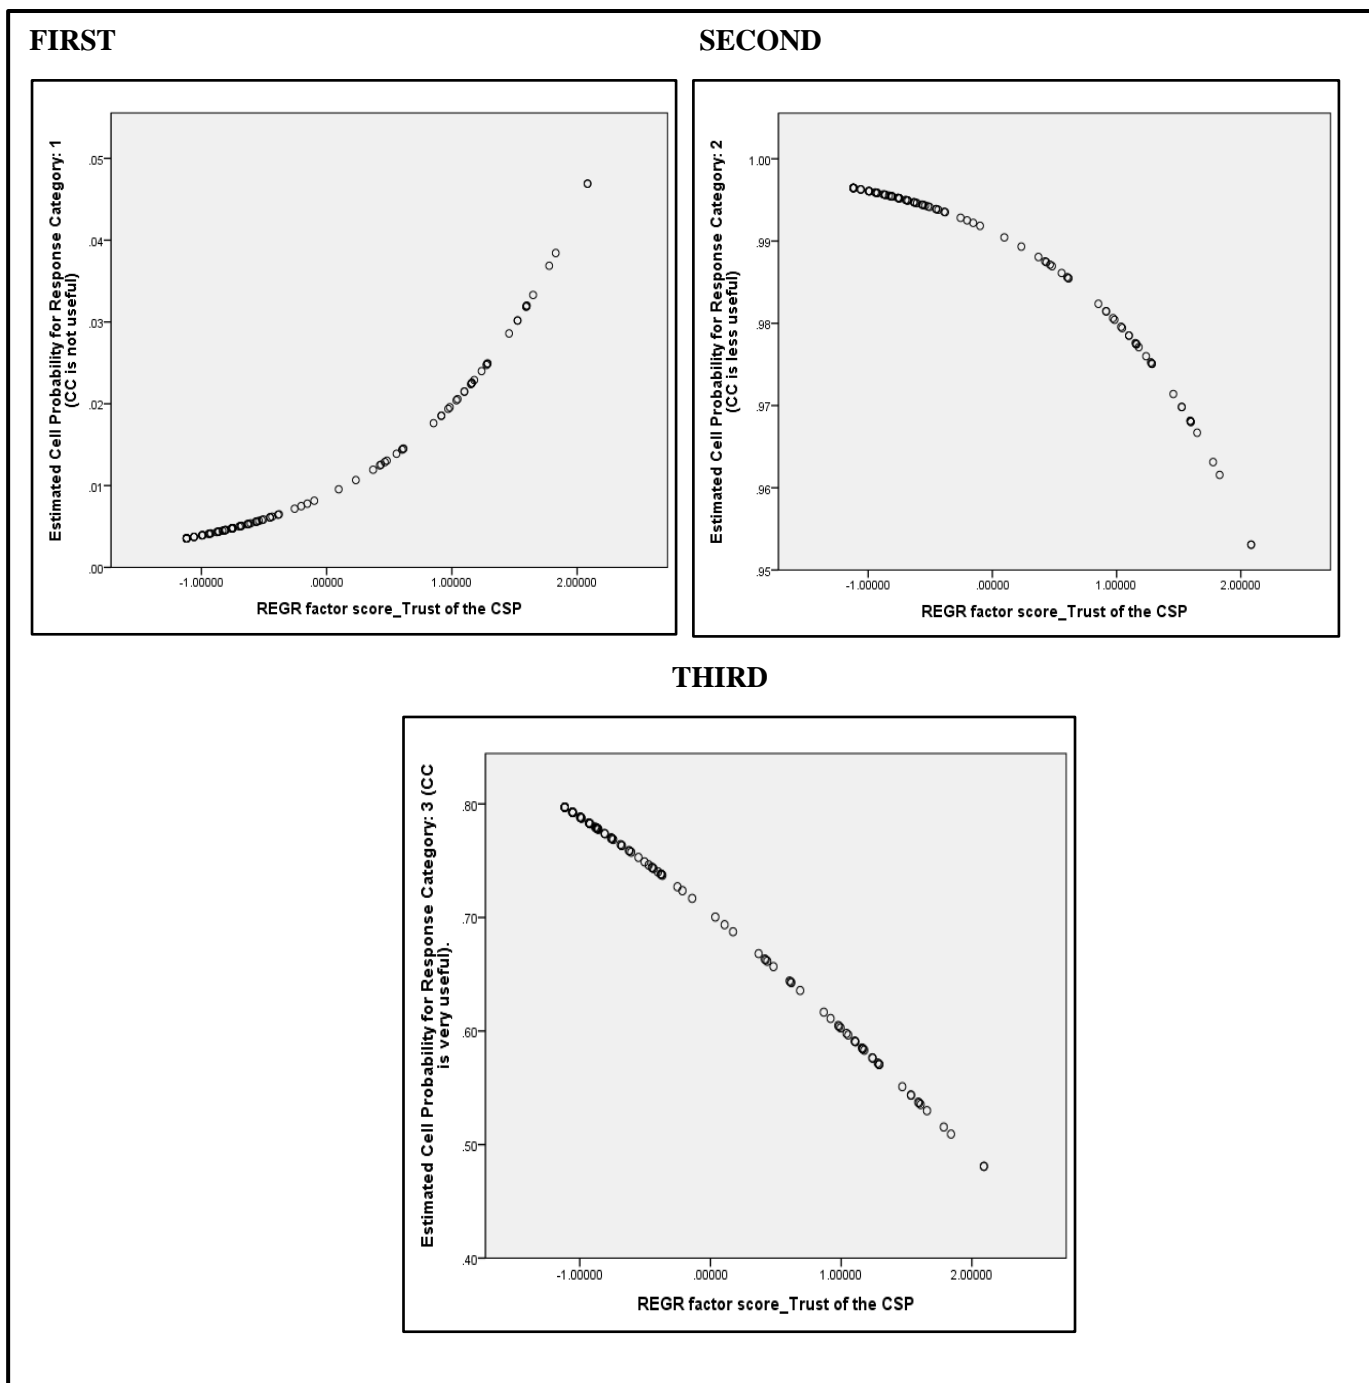 FIRST
Estimated Cell Probability for Response Category: 1
(CC is not useful)
.05
.04
.03
.02
.01
.00
-1.00000 .00000 1.00000 2.00000
REGR factor score_Trust of the CSP
SECOND
Estimated Cell Probability for Response Category: 2
(CC is less useful)
1.00
.99
.98
.97
.96
.95
-1.00000 .00000 1.00000 2.00000
REGR factor score_Trust of the CSP
THIRD
Estimated Cell Probability for Response Category: 3 (CC
is very useful).
.80
.70
.60
.50
.40
-1.00000 .00000 1.00000 2.00000
REGR factor score_Trust of the CSP